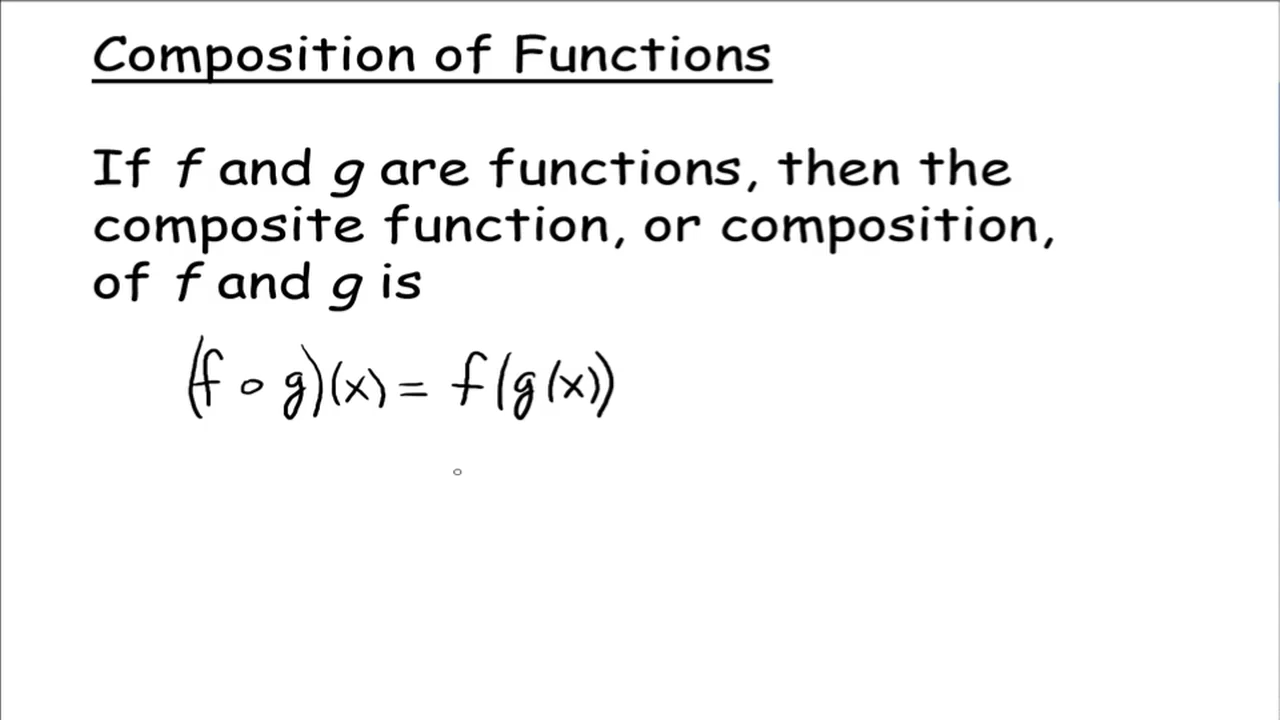 Composition of Functions
If f and g are functions, then the
composite function, or composition,
of f and g is
(f ∘ g)(x) = f(g(x))